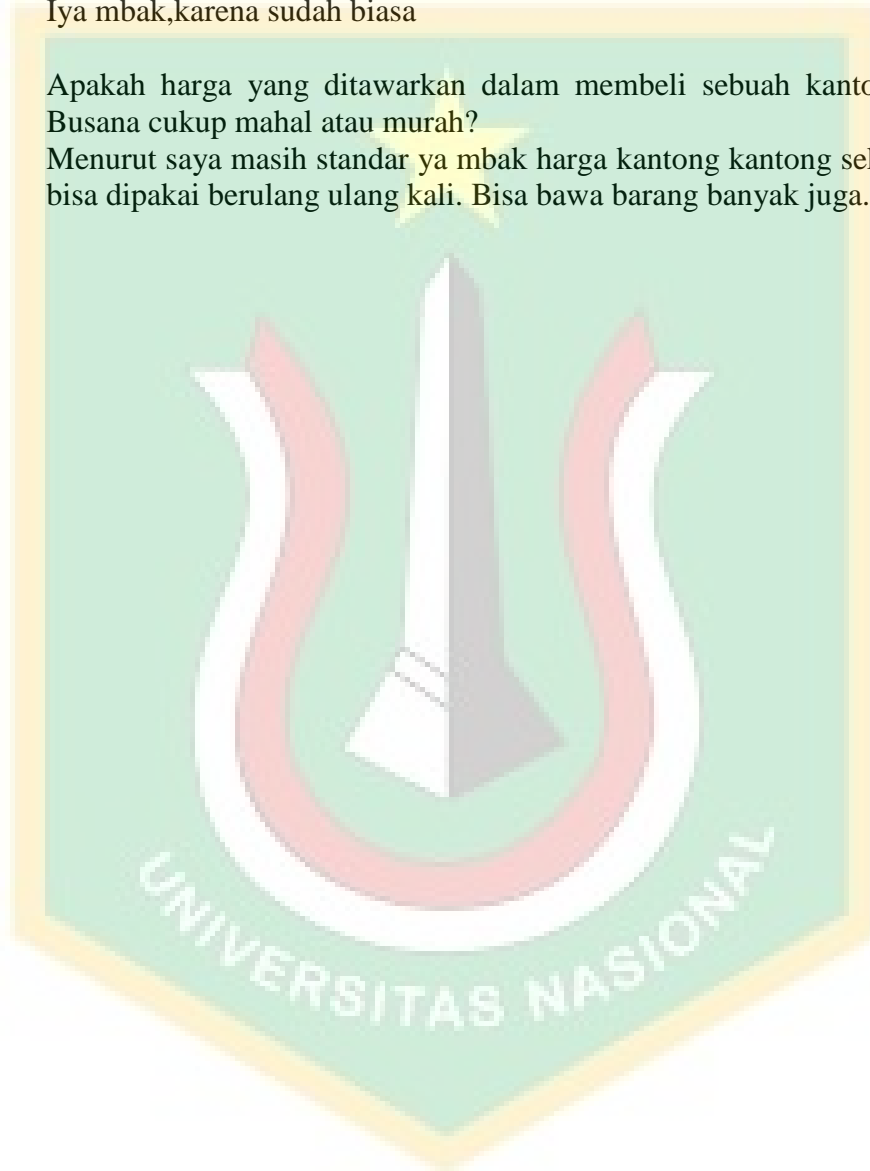 Iya mbak,karena sudah biasa
Apakah harga yang ditawarkan dalam membeli sebuah
Busana cukup mahal atau murah?
Menurut saya masih standar ya mbak harga kantong kantong
bisa dipakai berulang ulang kali. Bisa bawa barang banyak juga.
UNIVERSITAS NASIONAL